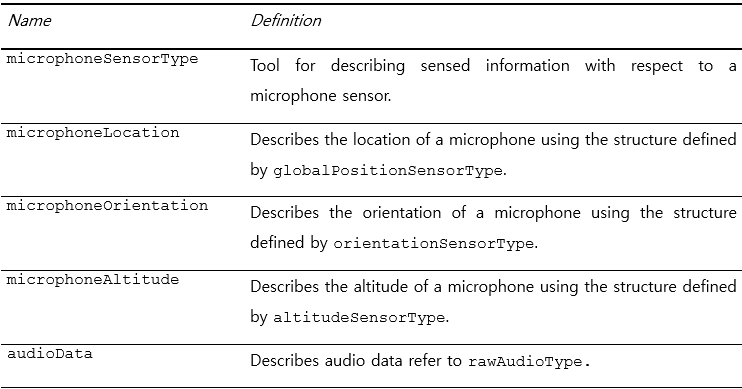 Name Definition
microphoneSensorType Tool for describing sensed information with respect to a
microphone sensor.
microphoneLocation Describes the location of a microphone using the structure defined
by globalPositionSensorType.
microphoneOrientation Describes the orientation of a microphone using the structure
defined by orientationSensorType.
microphoneAltitude Describes the altitude of a microphone using the structure defined
by altitudeSensorType.
audioData Describes audio data refer to rawAudioType.